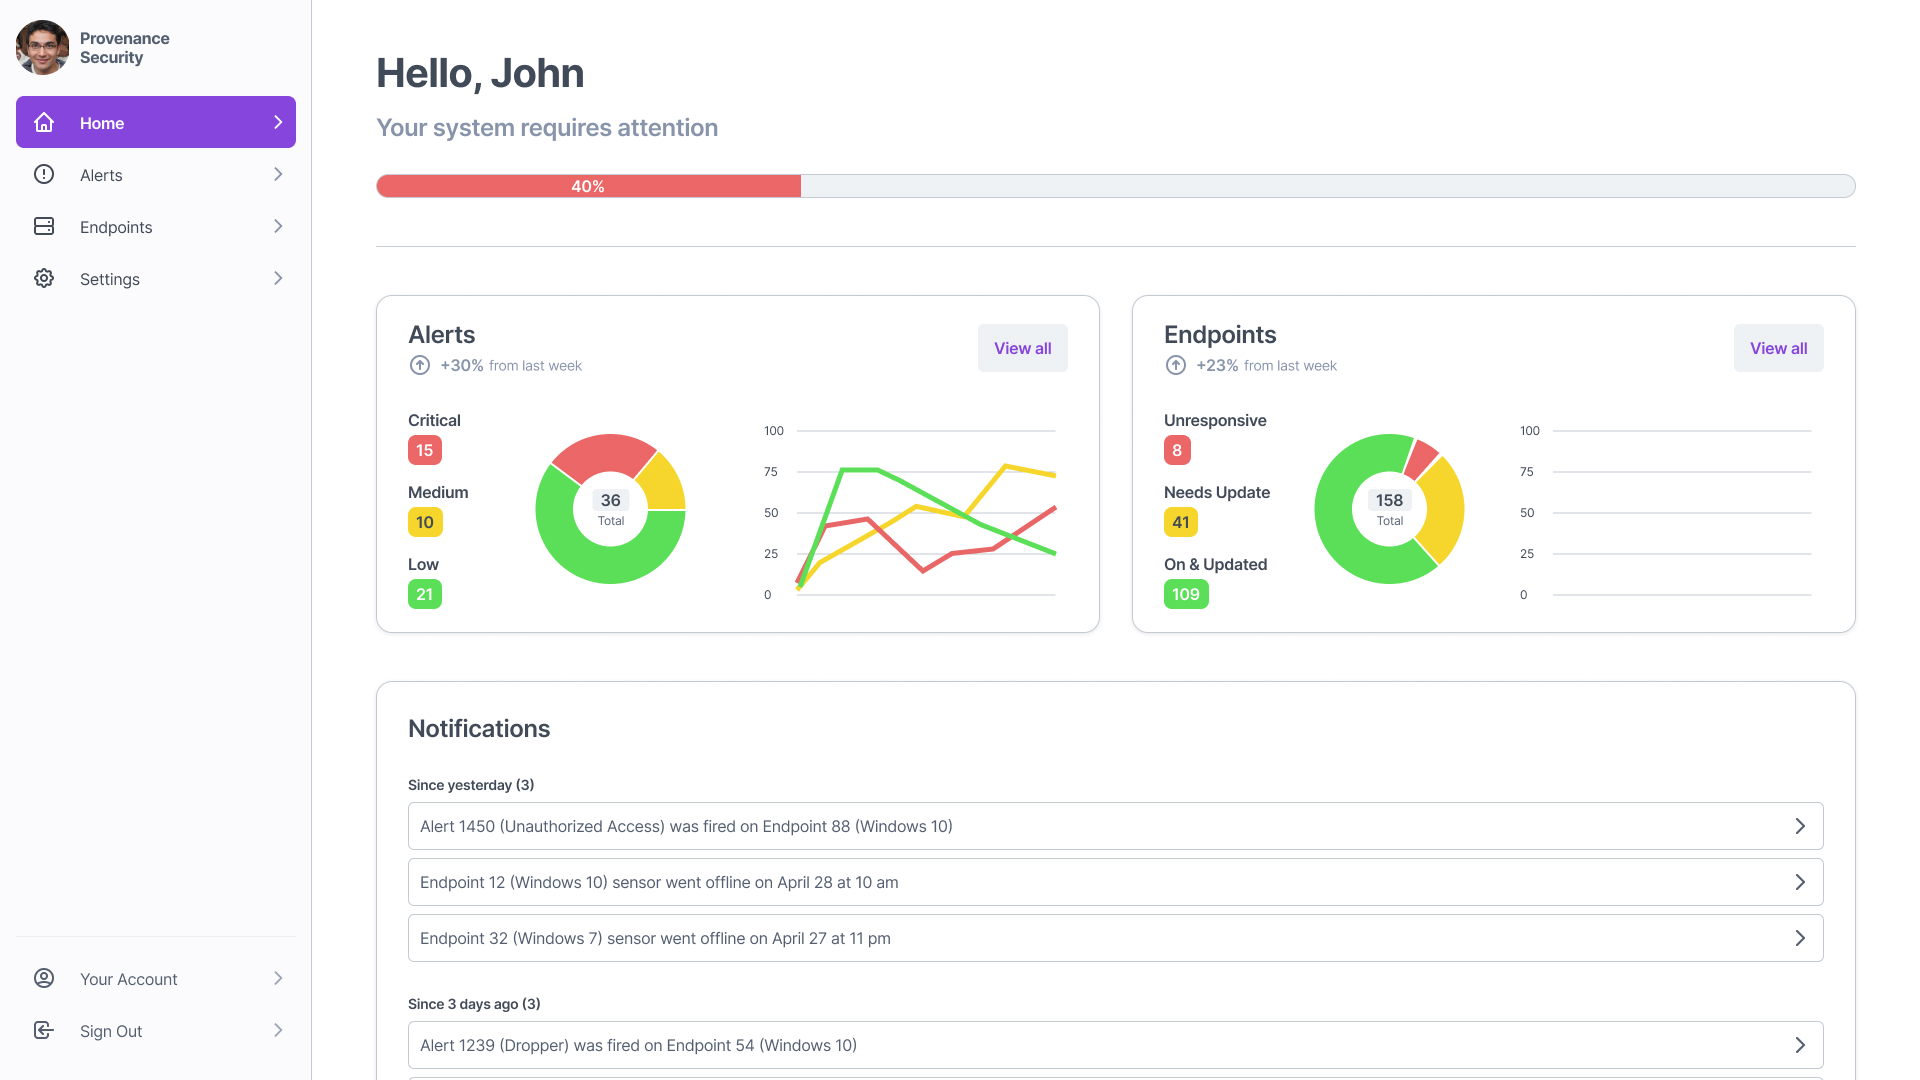 Provenance
Security
Home
Alerts
Endpoints
Settings
Your Account
Sign Out
Hello, John
Your system requires attention
40%
Alerts
+30% from last week
View all
Critical
15
Medium
10
Low
21
36
Total
100
75
50
25
0
Endpoints
+23% from last week
View all
Unresponsive
8
Needs Update
41
On & Updated
109
158
Total
100
75
50
25
0
Notifications
Since yesterday (3)
Alert 1450 (Unauthorized Access) was fired on Endpoint 88 (Windows 10)
Endpoint 12 (Windows 10) sensor went offline on April 28 at 10 am
Endpoint 32 (Windows 7) sensor went offline on April 27 at 11 pm
Since 3 days ago (3)
Alert 1239 (Dropper) was fired on Endpoint 54 (Windows 10)